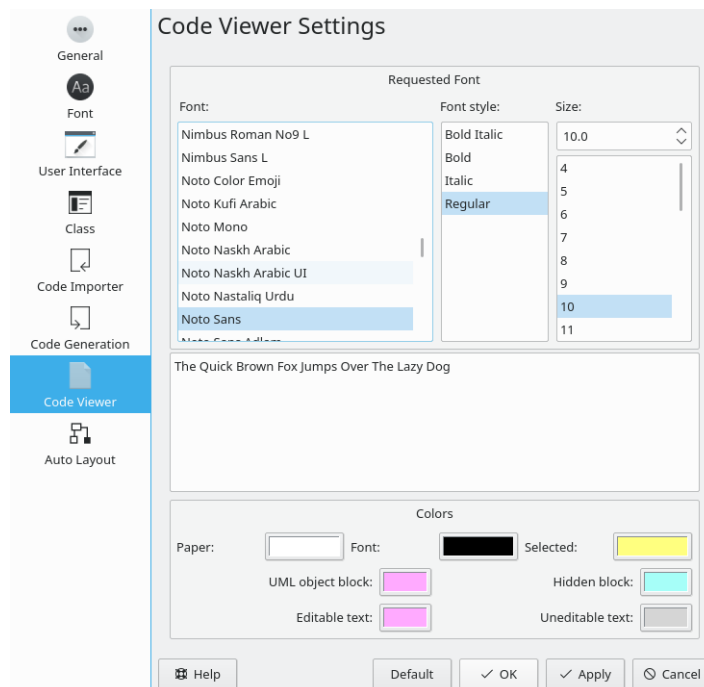 Code Viewer Settings
General
Aa
Font
User Interface
Class
Code Importer
Code Generation
Code Viewer
Auto Layout
Requested Font
Font: Font style: Size:
Nimbus Roman No9 L
Nimbus Sans L
Noto Color Emoji
Noto Kufi Arabic
Noto Mono
Noto Naskh Arabic
Noto Naskh Arabic UI
Noto Nastaliq Urdu
Noto Sans
Noto Sans Adlam
Bold Italic
Bold
Italic
Regular
10.0
4
5
6
7
8
9
10
11
The Quick Brown Fox Jumps Over The Lazy Dog
Colors
Paper: Font: Selected:
UML object block: Hidden block:
Editable text: Uneditable text:
Help Default OK Apply Cancel